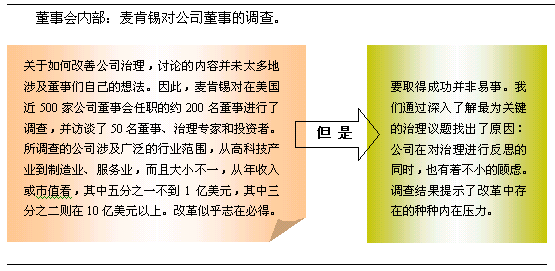 董事会内部：麦肯锡对公司董事的调查。
关于如何改善公司治理，讨论的内容并未太多地
涉及董事们自己的想法。因此，麦肯锡对在美国
近 500 家公司董事会任职的约 200 名董事进行了
调查，并访谈了 50 名董事、治理专家和投资者。
所调查的公司涉及广泛的行业范围，从高科技产
业到制造业、服务业，而且大小不一，从年收入
或市值看，其中五分之一不到 1 亿美元，其中三
分之二则在 10 亿美元以上。改革似乎志在必得。
但 是
要取得成功并非易事。我
们通过深入了解最为关键
的治理议题找出了原因：
公司在对治理进行反思的
同时，也有着不小的顾虑。
调查结果提示了改革中存
在的种种内在压力。